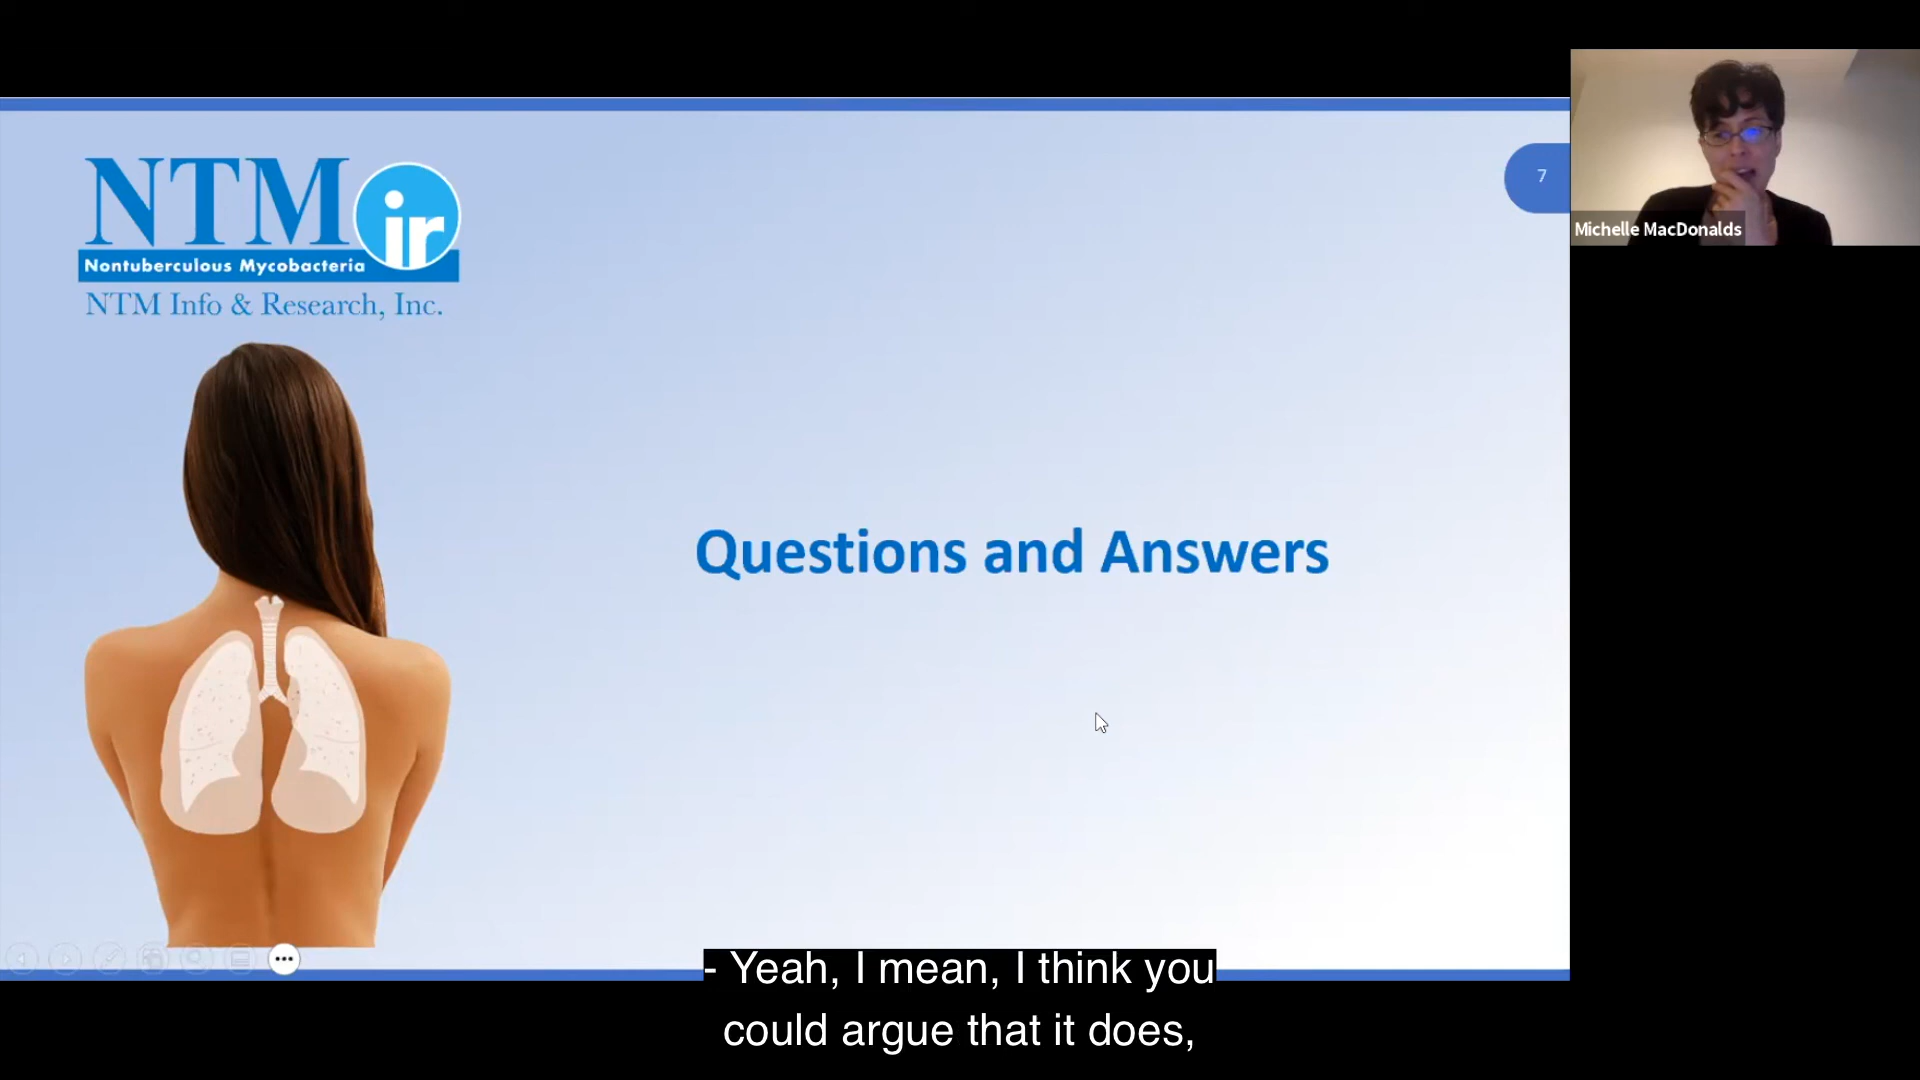 NTM
ir
Nontuberculous Mycobacteria
NTM Info & Research, Inc.
7
Michelle MacDonalds
Questions and Answers
- Yeah, I mean, I think you
could argue that it does,